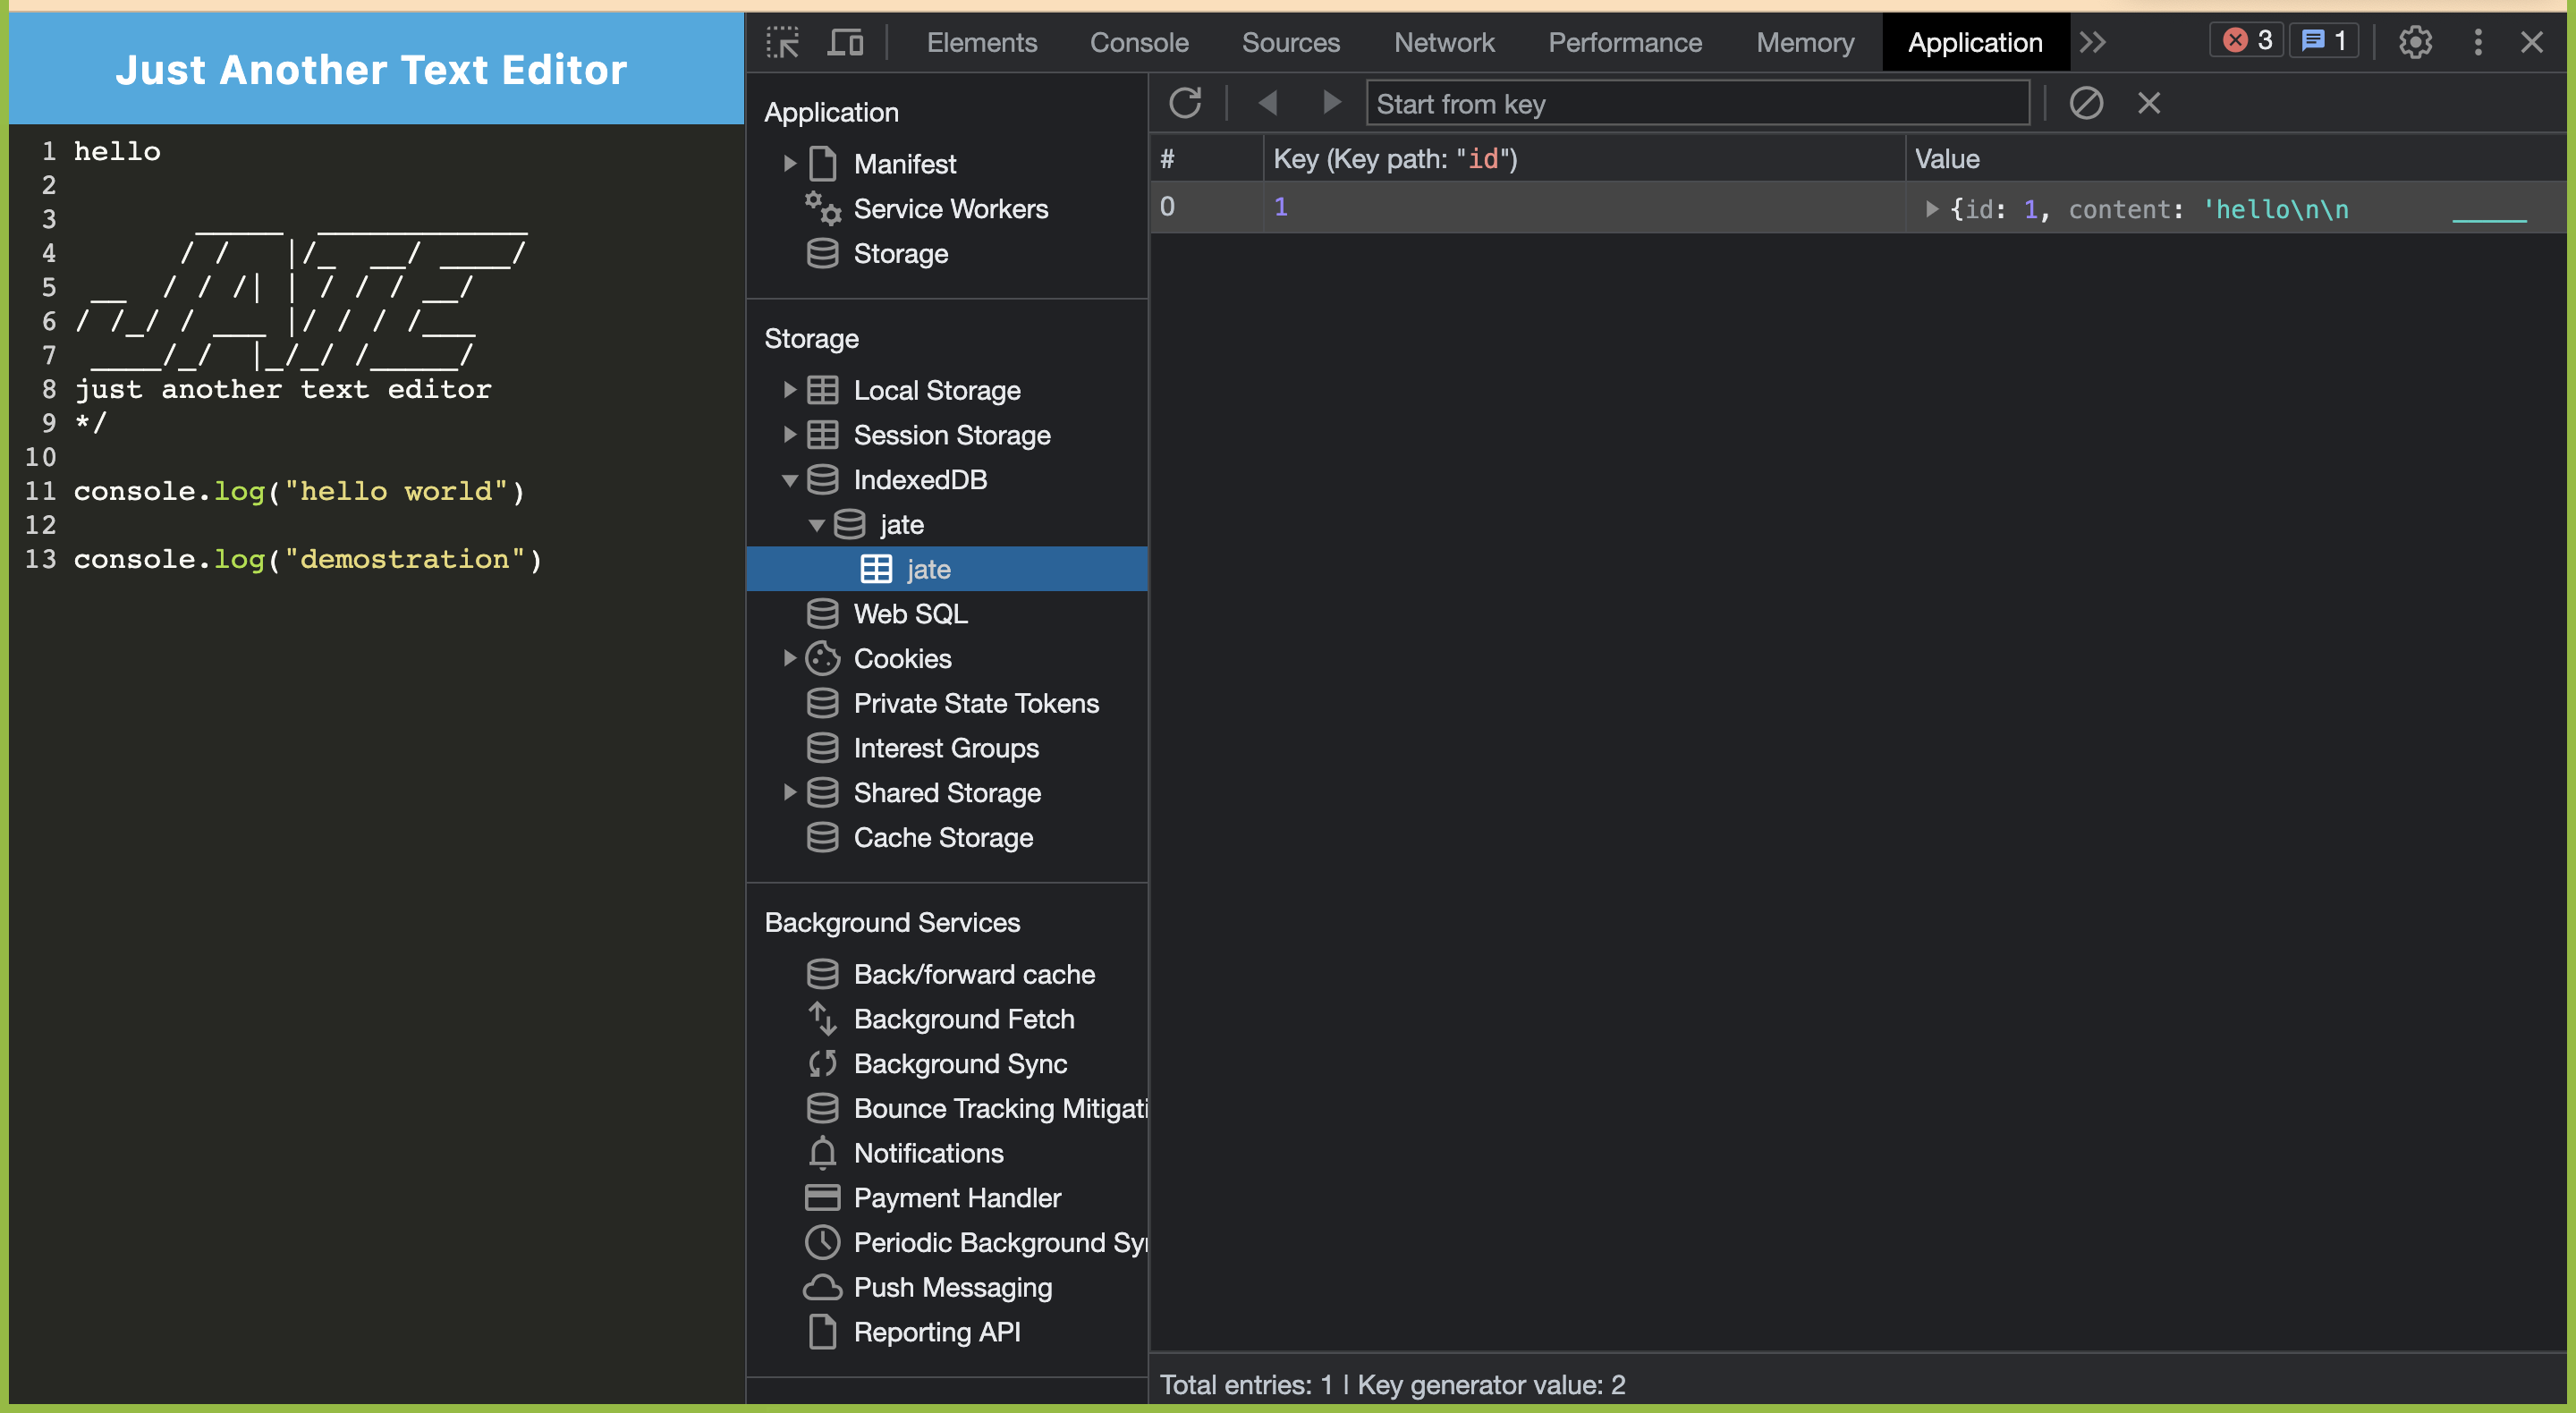 Just Another Text Editor
1 hello
2
3        _____  ____________
4       / /    |/_  __/ ____/
5  __  / / /| | / / / __/
6 / /_/ / ___ |/ / / /___
7  ____/_/  |_/_/ /_____/
8 just another text editor
9 */
10
11 console.log("hello world")
12
13 console.log("demostration")
Elements Console Sources Network Performance Memory Application 3 1
Application
Manifest
Service Workers
Storage
Storage
Local Storage
Session Storage
IndexedDB
jate
jate
Web SQL
Cookies
Private State Tokens
Interest Groups
Shared Storage
Cache Storage
Background Services
Back/forward cache
Background Fetch
Background Sync
Bounce Tracking Mitigati
Notifications
Payment Handler
Periodic Background Sy
Push Messaging
Reporting API
Start from key
# Key (Key path: "id") Value
0 1 {id: 1, content: 'hello\n\n       _____
Total entries: 1 | Key generator value: 2